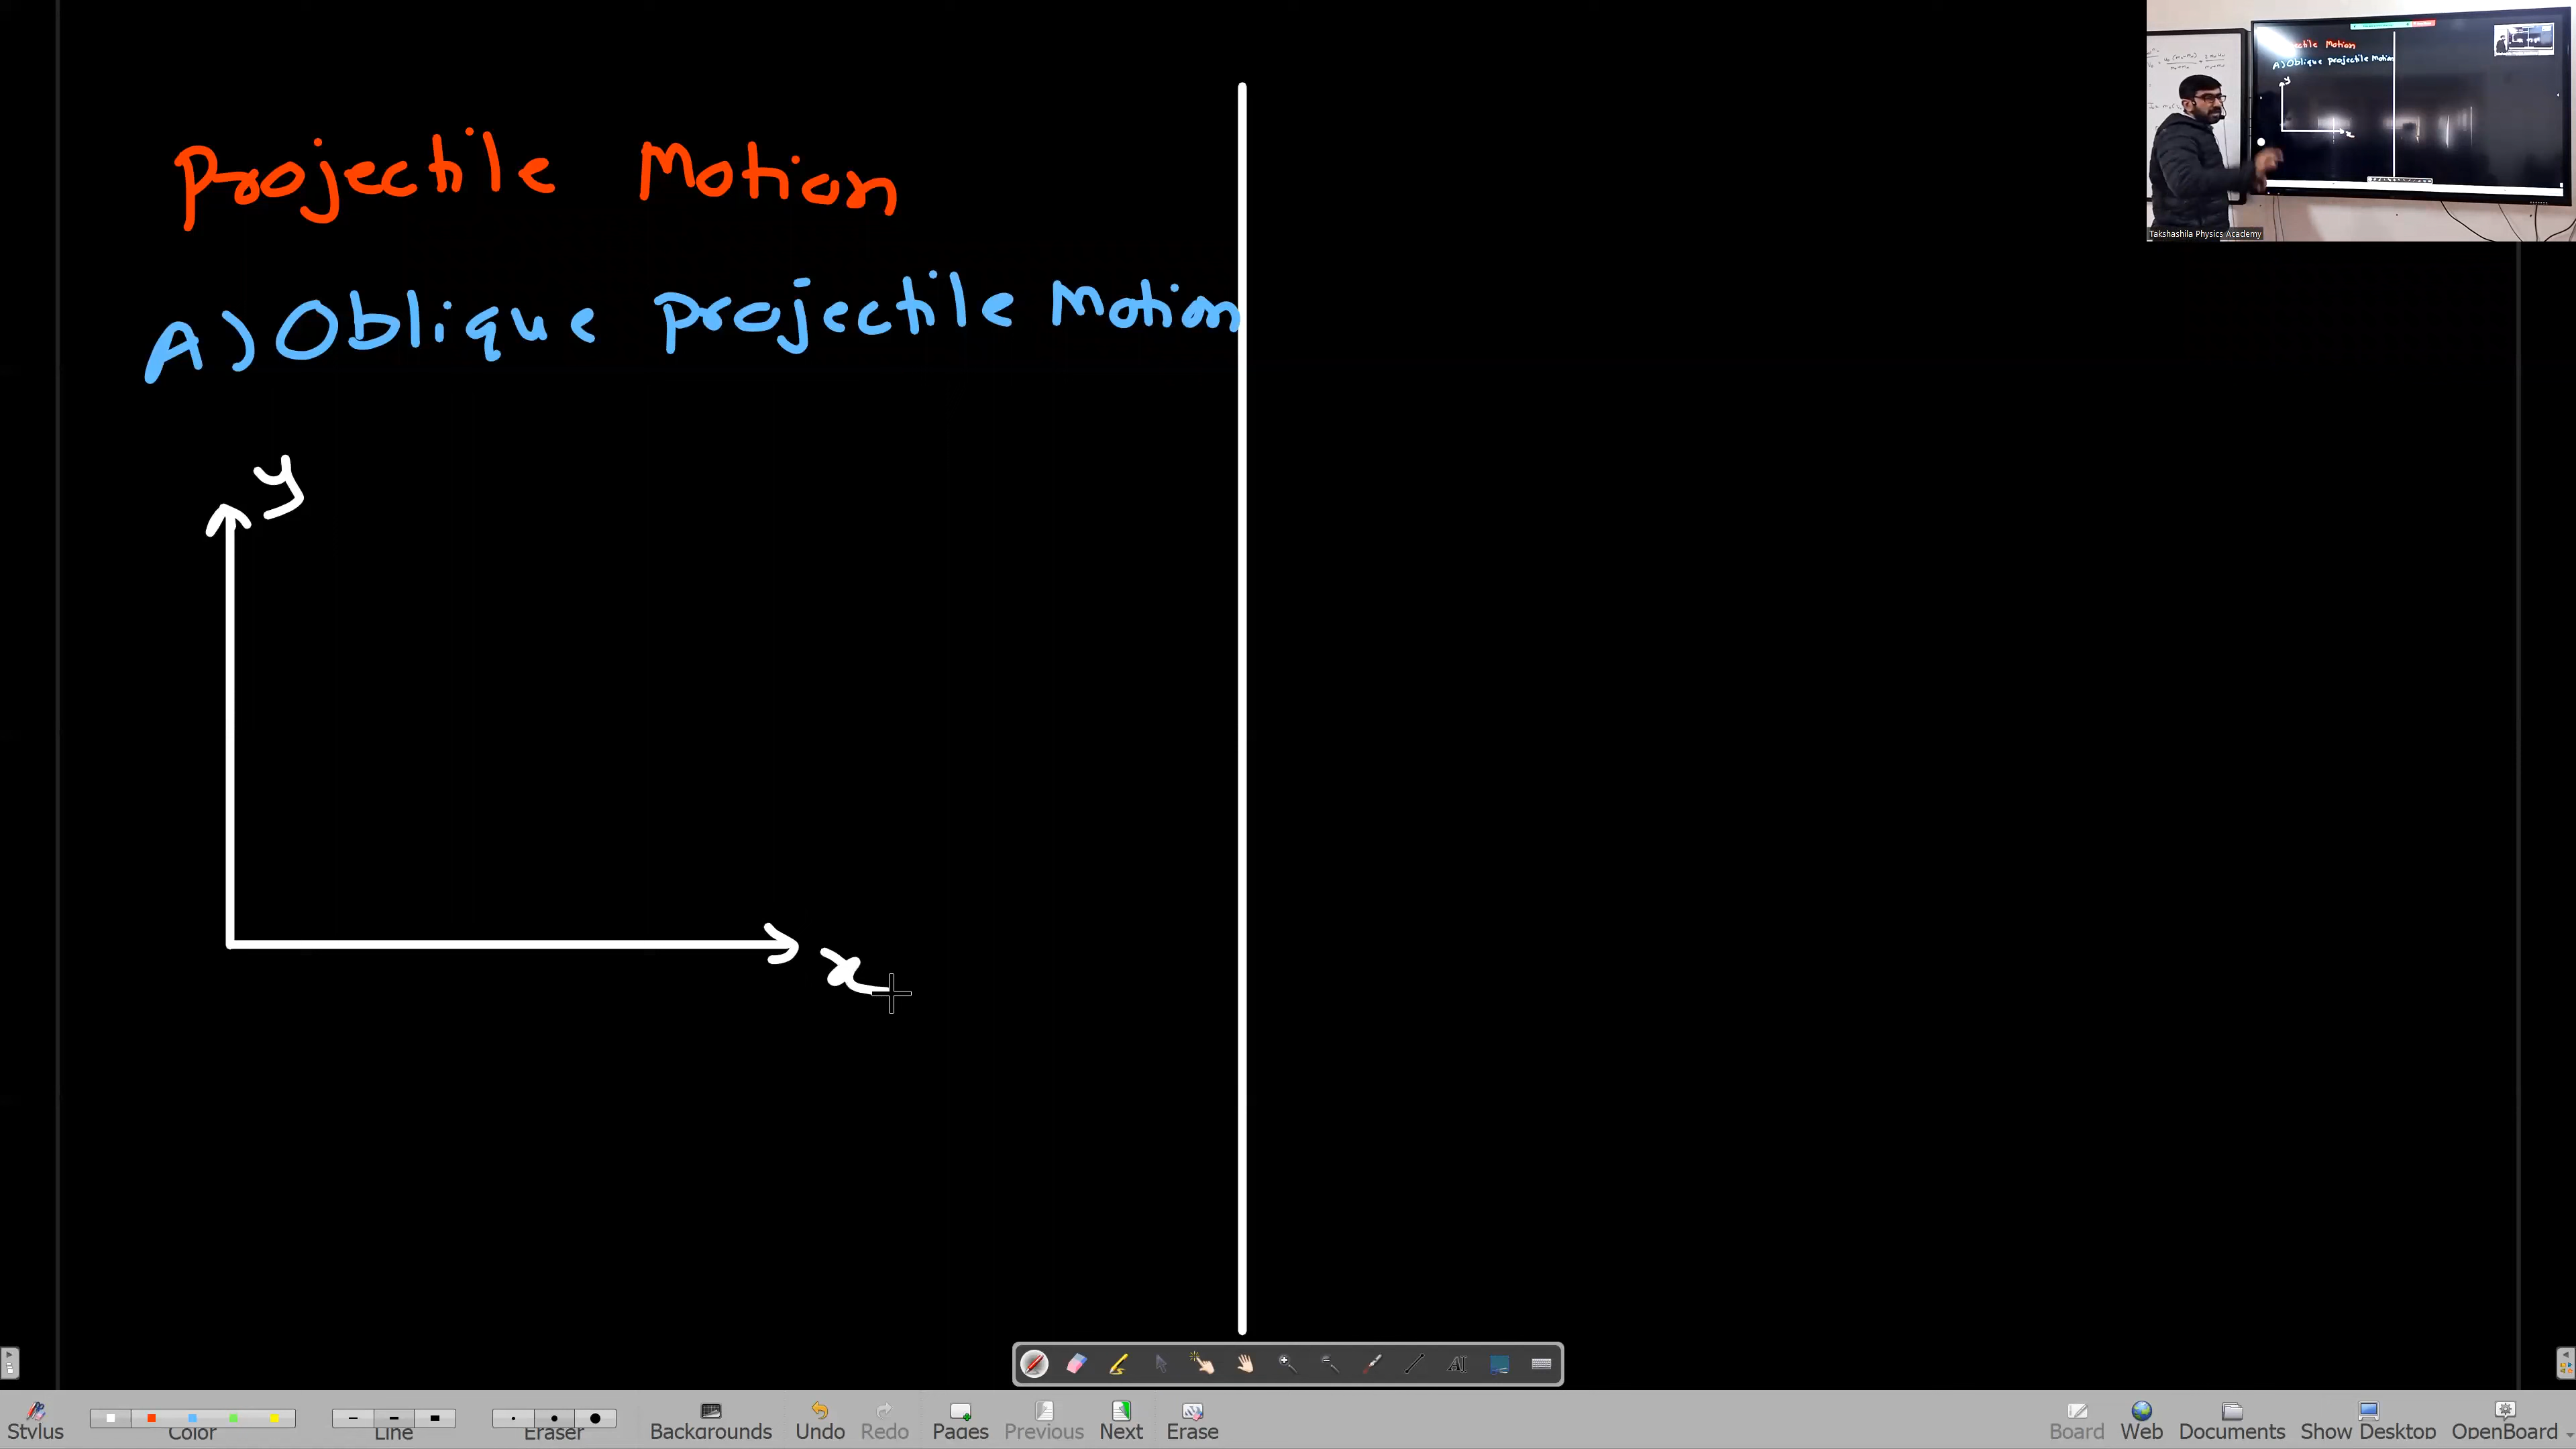 Projectile Motion
A) Oblique projectile Motion
y
x
Takshashila Physics Academy
Stylus
Color
Line
Eraser
Backgrounds
Undo
Redo
Pages
Previous
Next
Erase
Board
Web
Documents
Show Desktop
OpenBoard